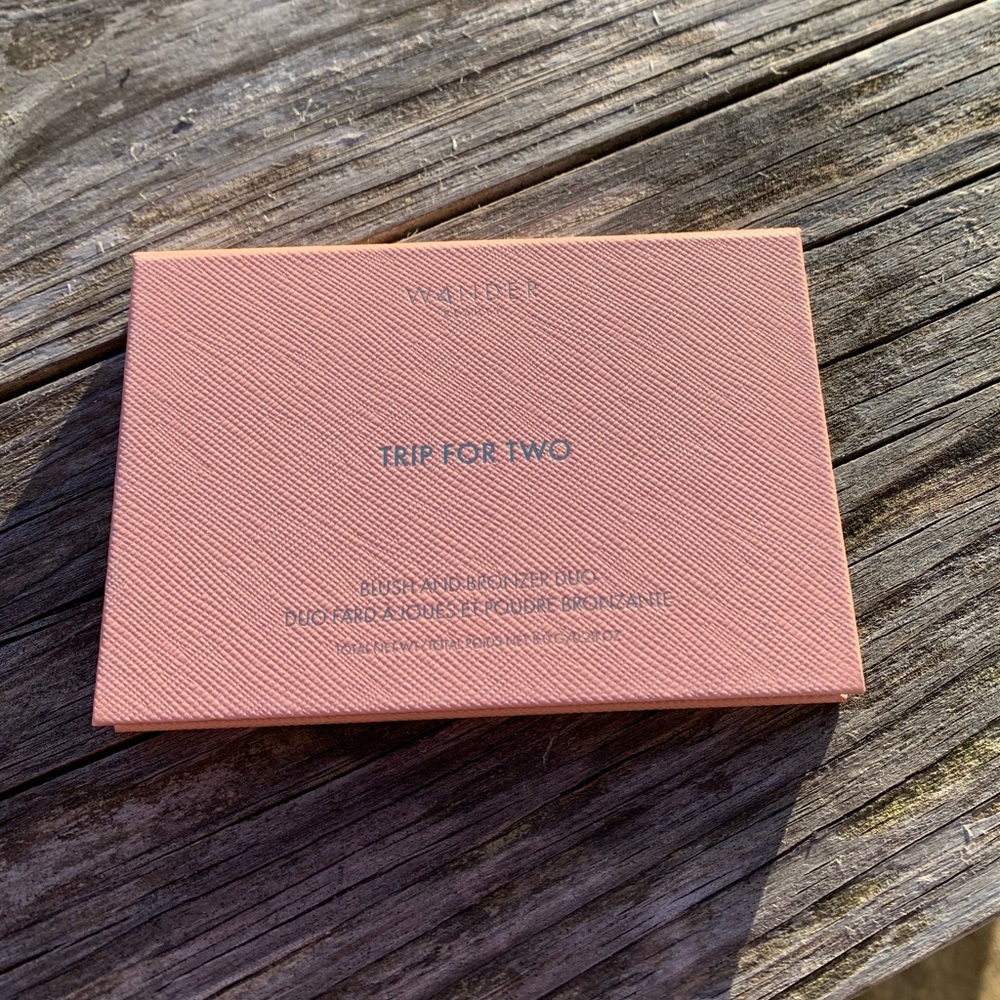 WANDER
BEAUTY
TRIP FOR TWO
BLUSH AND BRONZER DUO
DUO FARD A JOUES ET POUDRE BRONZANTE
TOTAL NET WT./TOTAL POIDS NET